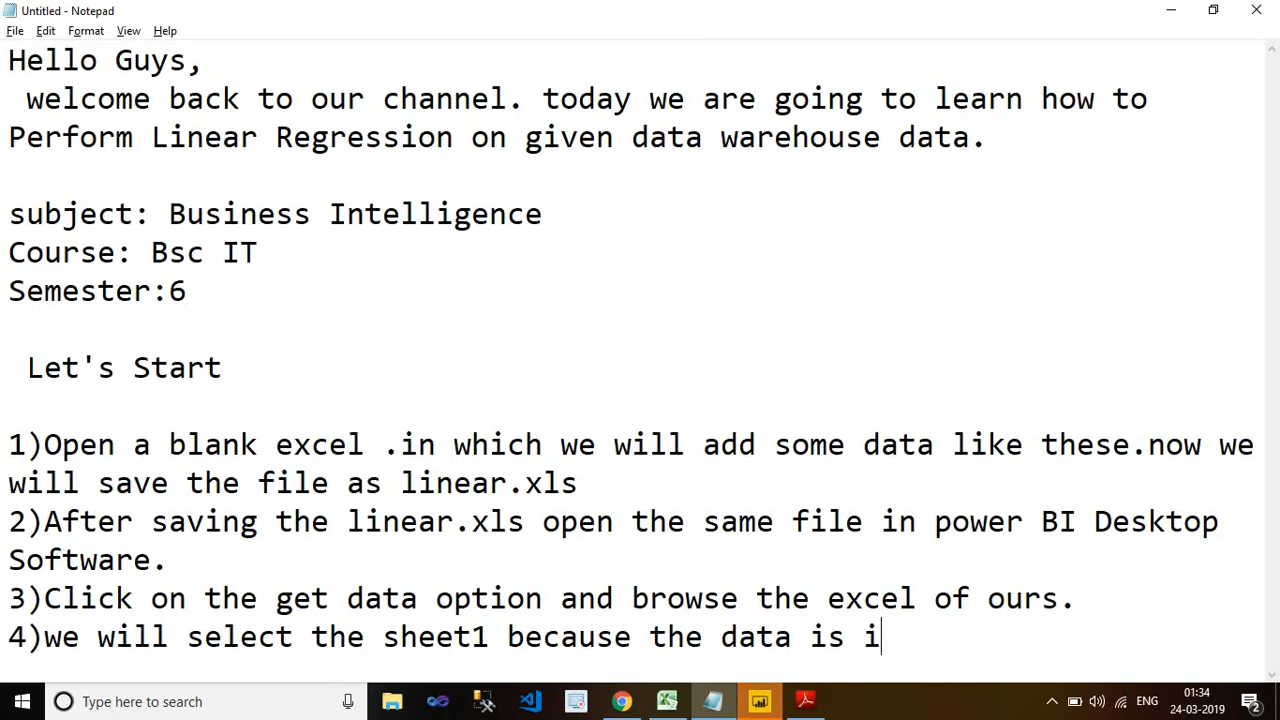 Untitled - Notepad
File Edit Format View Help
Hello Guys,
welcome back to our channel. today we are going to learn how to
Perform Linear Regression on given data warehouse data.
subject: Business Intelligence
Course: Bsc IT
Semester:6
Let's Start
1)Open a blank excel .in which we will add some data like these.now we
will save the file as linear.xls
2)After saving the linear.xls open the same file in power BI Desktop
Software.
3)Click on the get data option and browse the excel of ours.
4)we will select the sheet1 because the data is i
Type here to search
ENG
01:34
24-03-2019
2